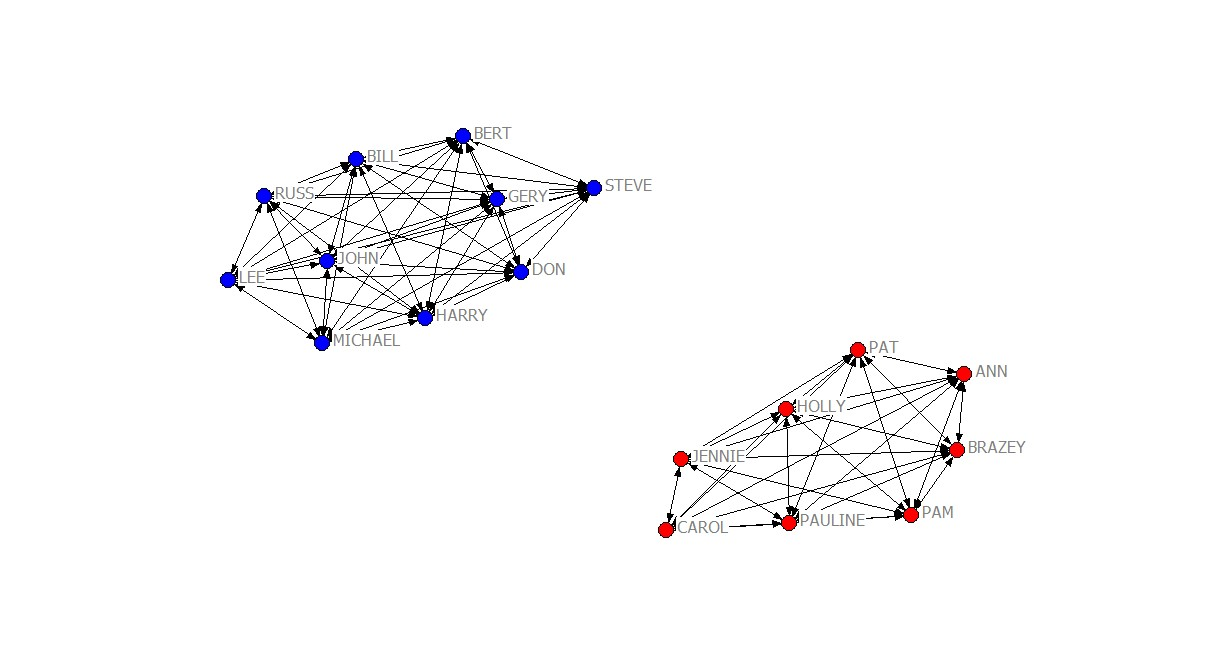 BERT
BILL
STEVE
RUSS
GERY
JOHN
DON
LEE
HARRY
MICHAEL
PAT
ANN
HOLLY
BRAZEY
JENNIE
PAM
PAULINE
CAROL